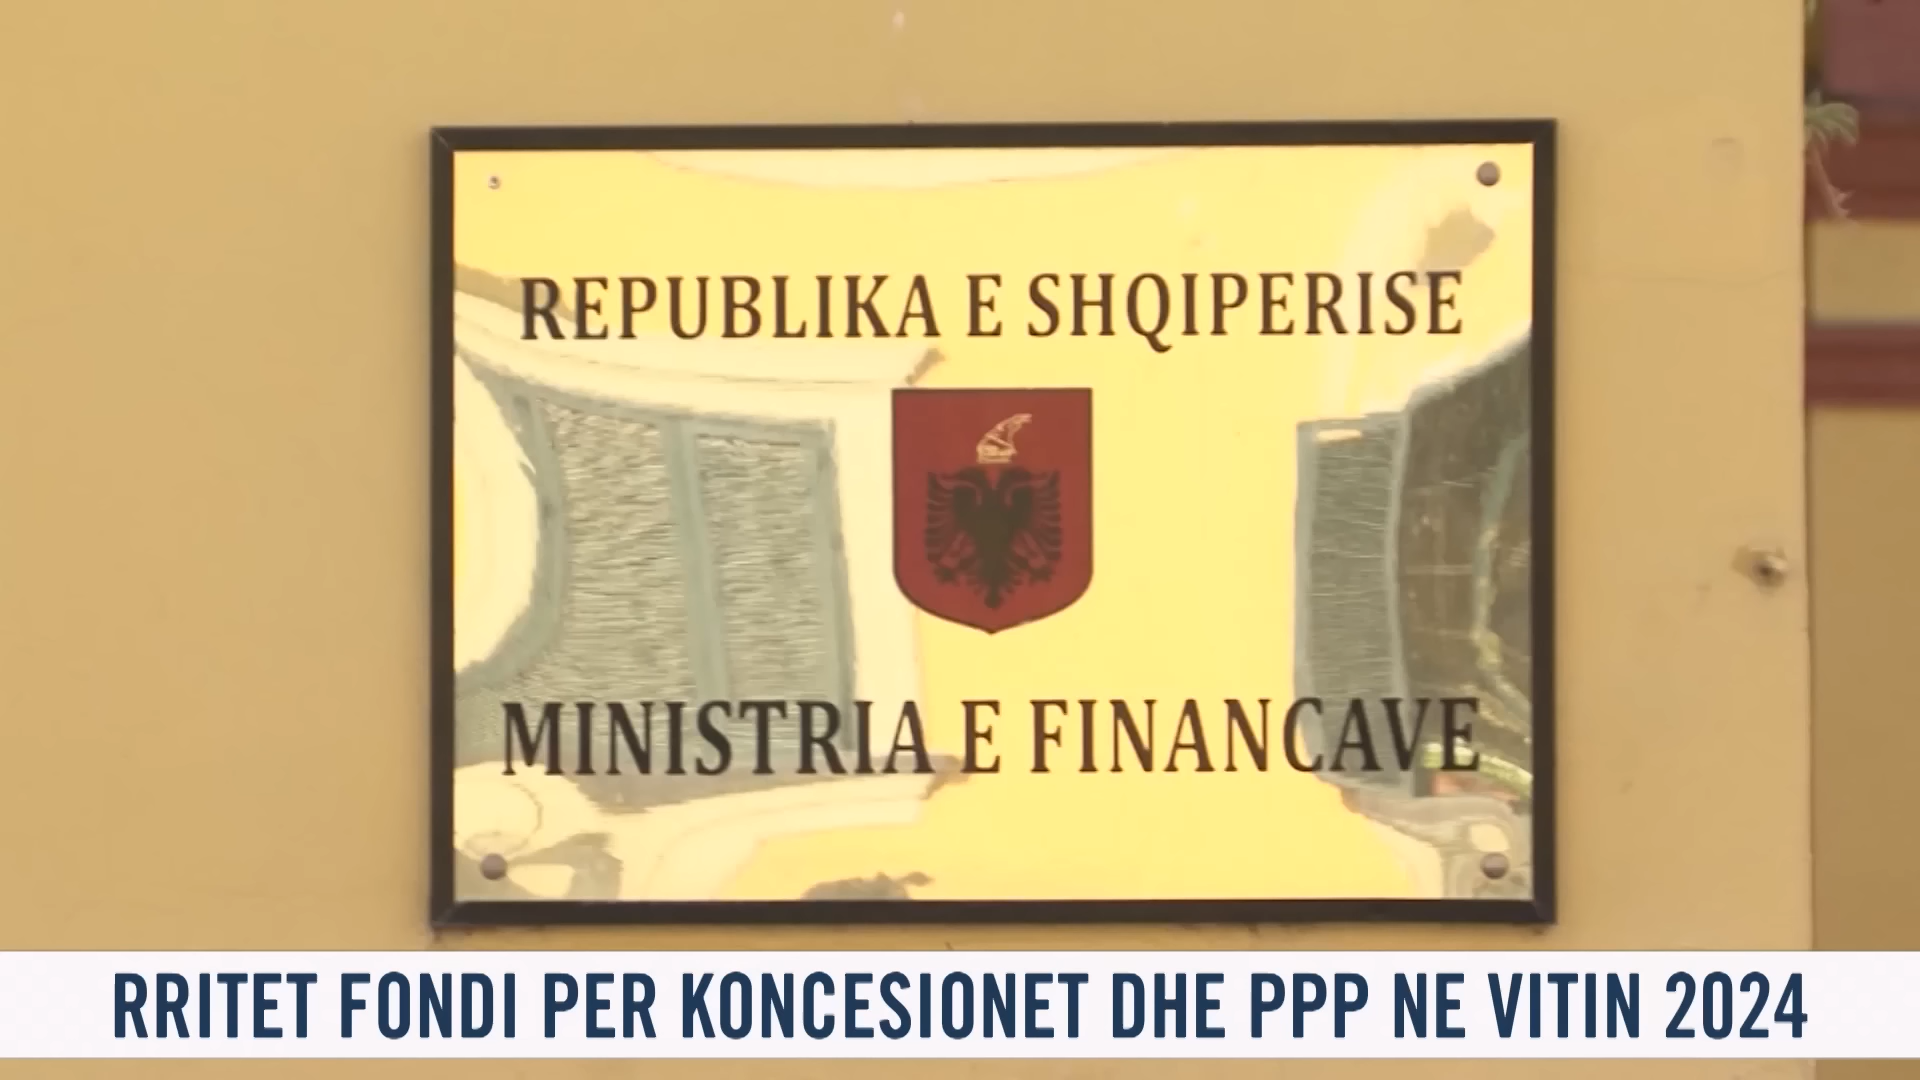 REPUBLIKA E SHQIPERISE
MINISTRIA E FINANCAVE
RRITET FONDI PER KONCESIONET DHE PPP NE VITIN 2024